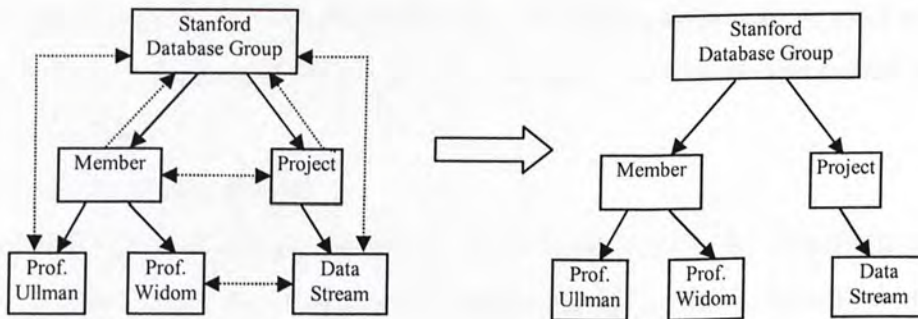 Stanford
Database Group
Member
Project
Prof.
Ullman
Prof.
Widom
Data
Stream
Stanford
Database Group
Member
Project
Prof.
Ullman
Prof.
Widom
Data
Stream